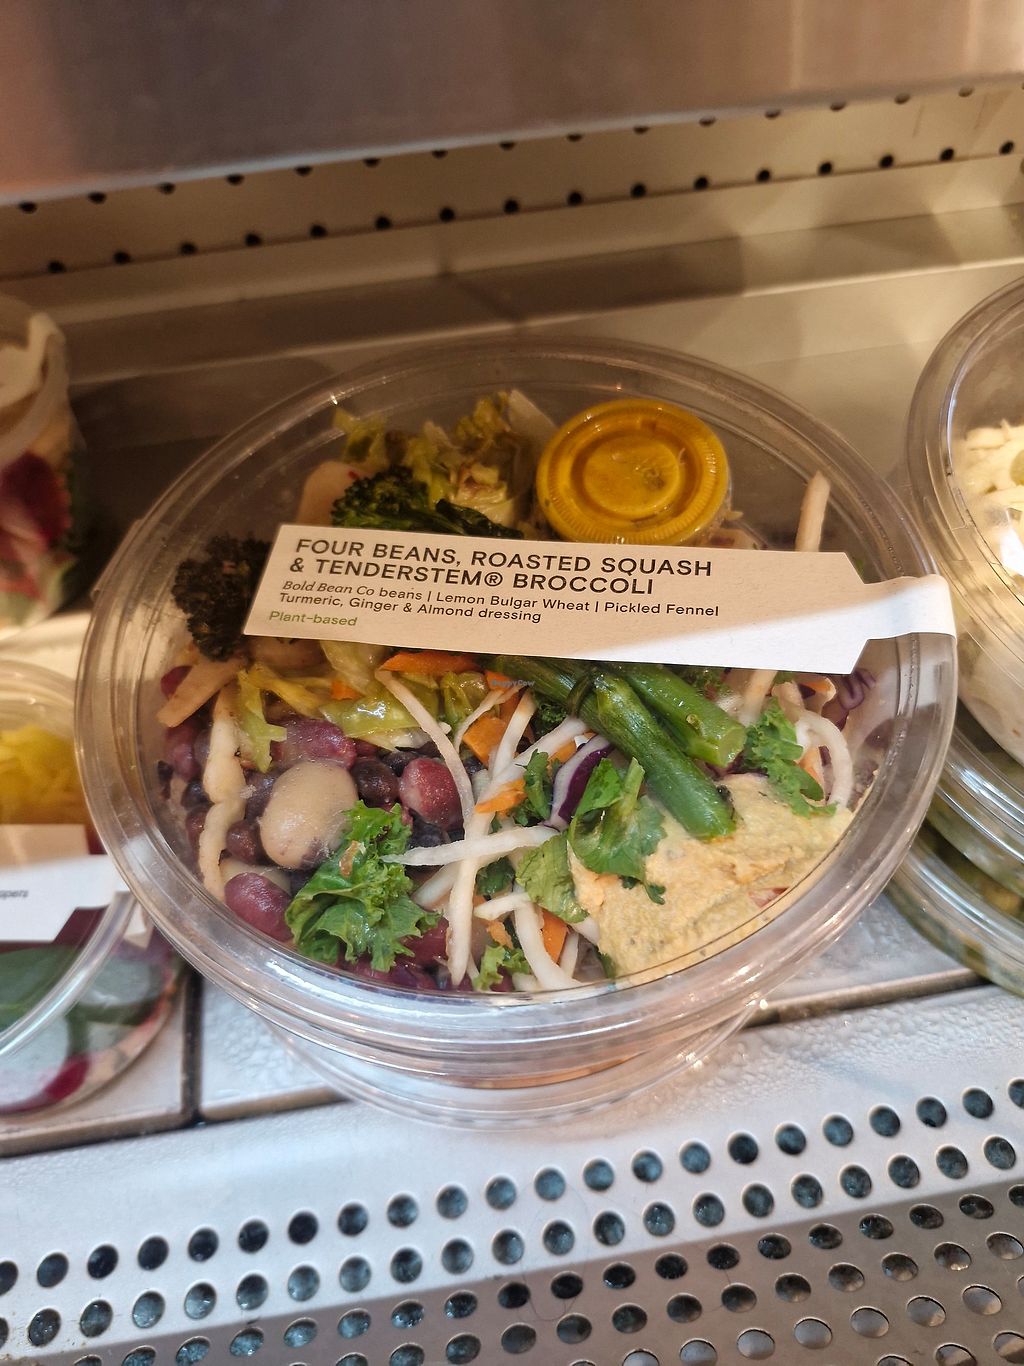 FOUR BEANS, ROASTED SQUASH
& TENDERSTEM® BROCCOLI
Bold Bean Co beans | Lemon Bulgar Wheat | Pickled Fennel
Turmeric, Ginger & Almond dressing
Plant-based
HappyCow